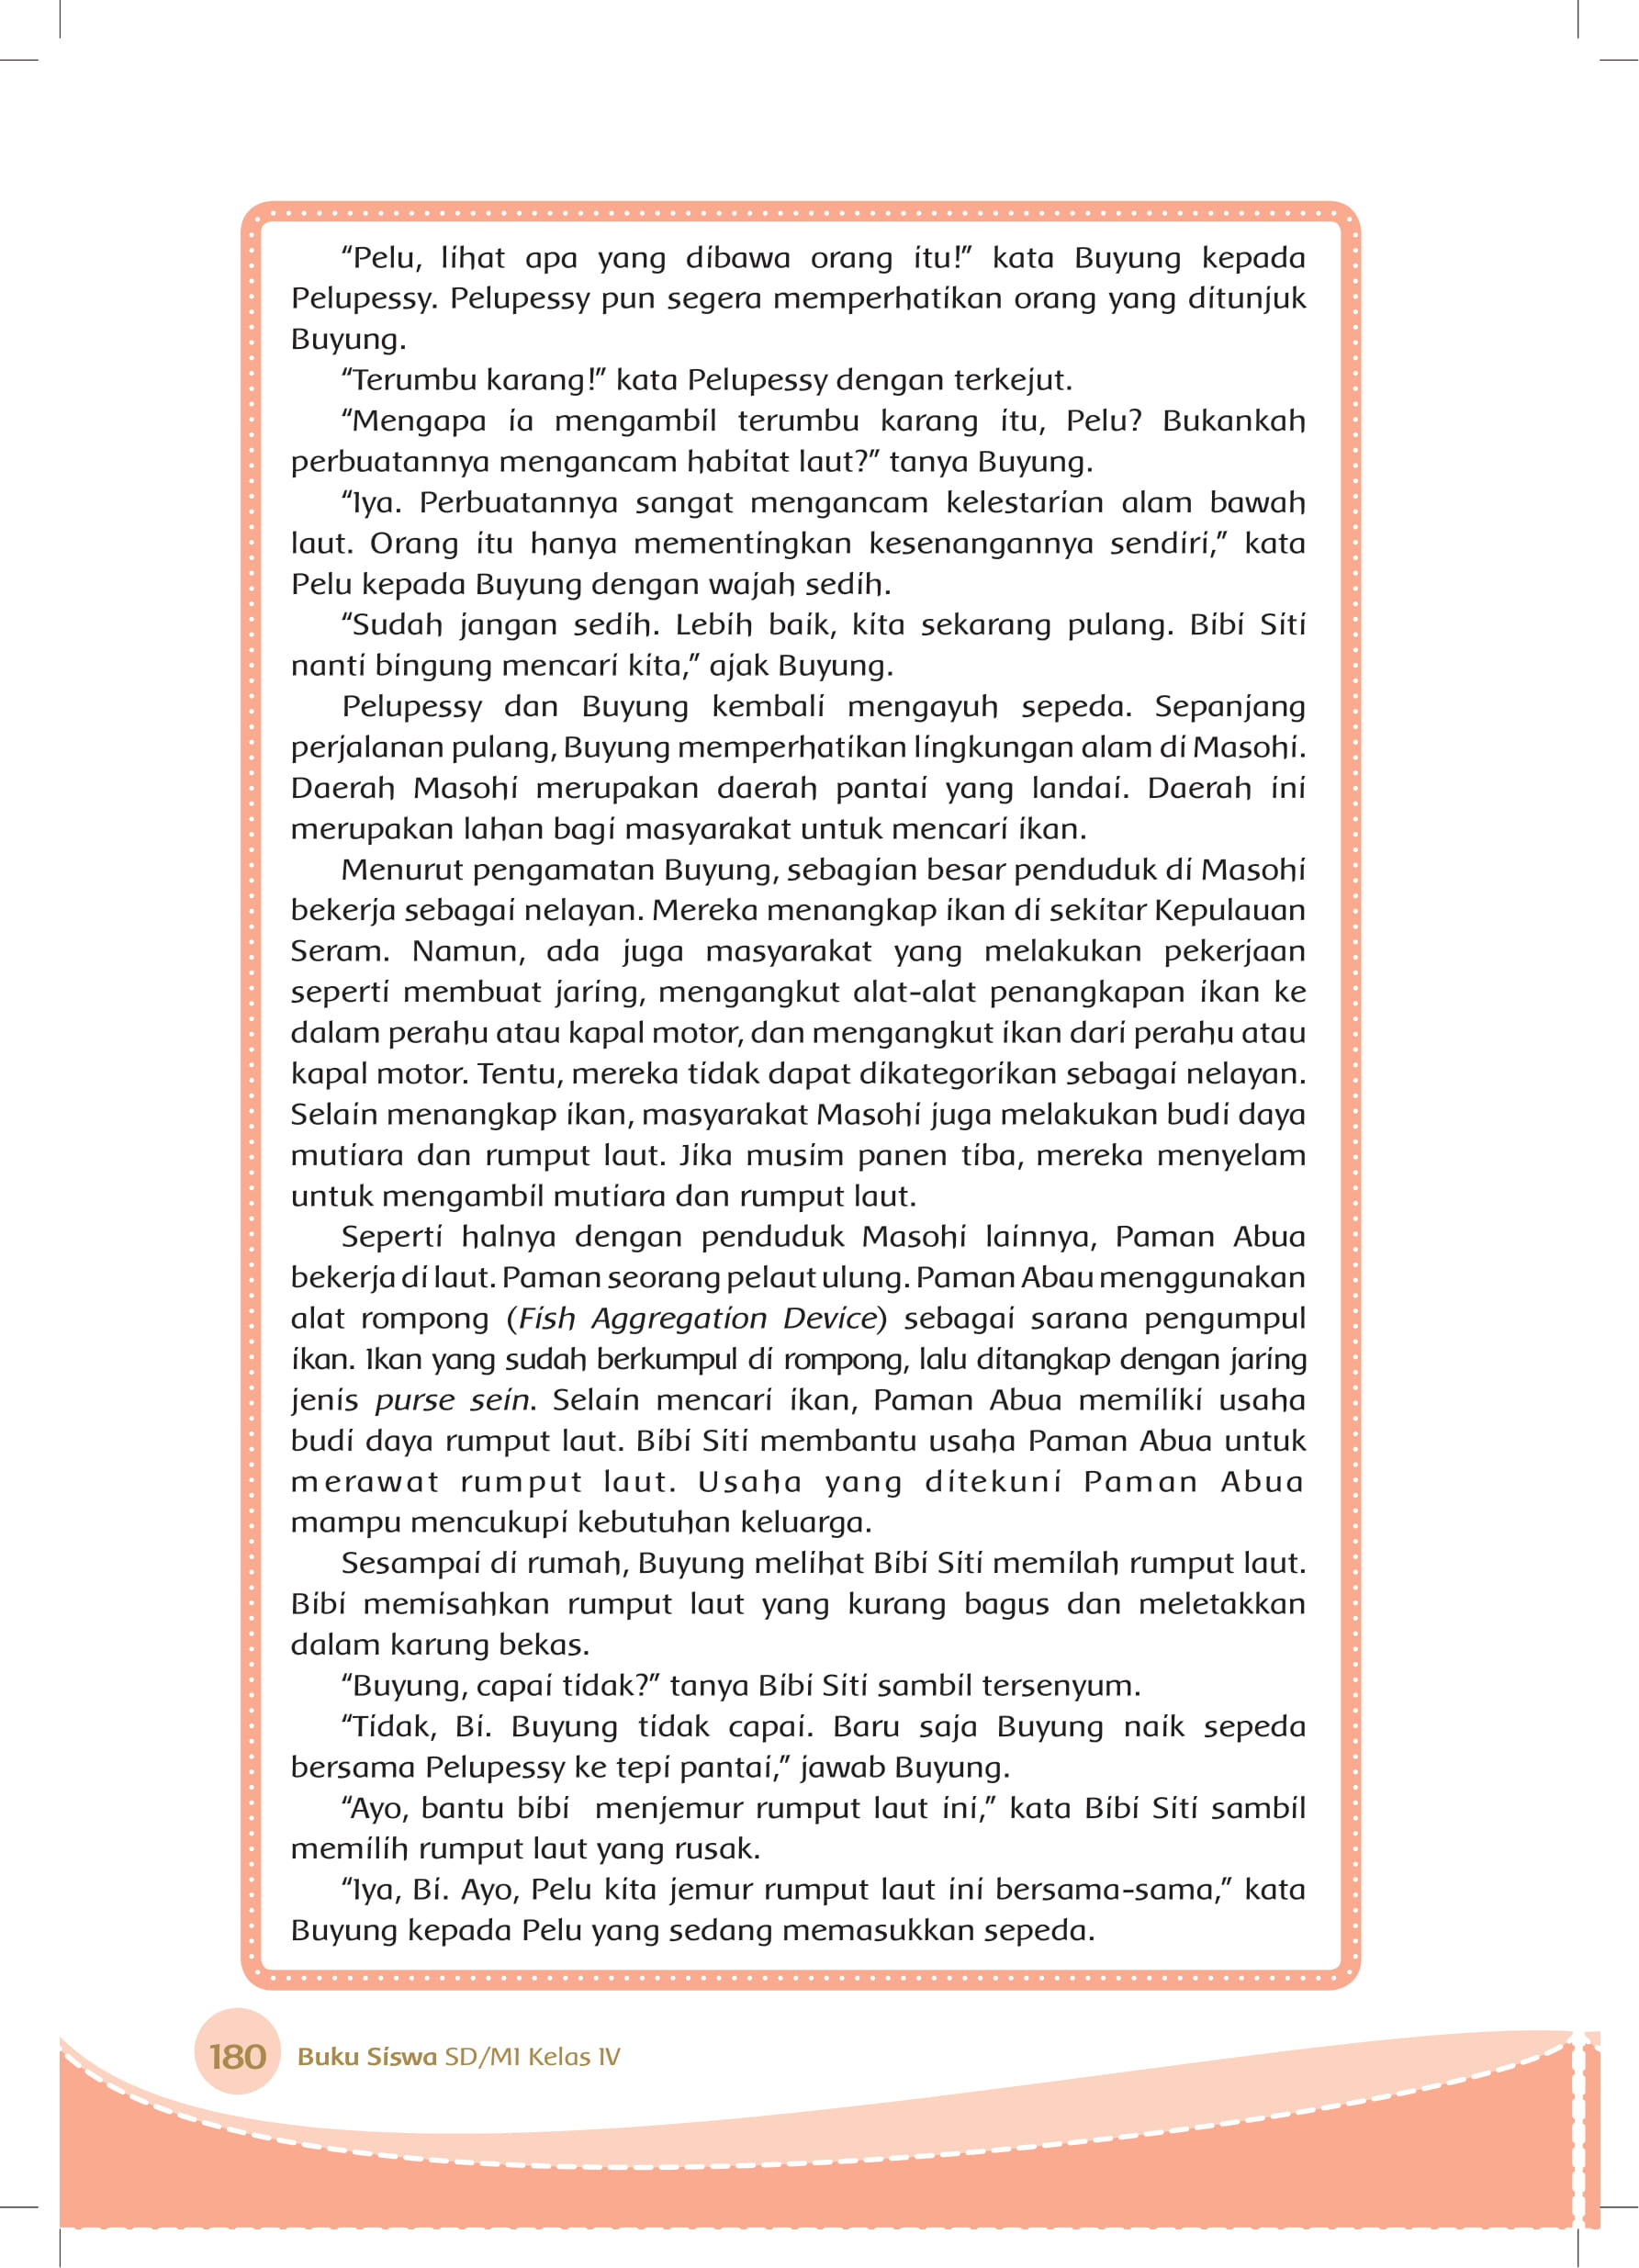 “Pelu, lihat apa yang dibawa orang itu!” kata Buyung kepada
Pelupessy. Pelupessy pun segera memperhatikan orang yang ditunjuk
Buyung.
“Terumbu karang!” kata Pelupessy dengan terkejut.
“Mengapa ia mengambil terumbu karang itu, Pelu? Bukankah
perbuatannya mengancam habitat laut?” tanya Buyung.
“Iya. Perbuatannya sangat mengancam kelestarian alam bawah
laut. Orang itu hanya mementingkan kesenangannya sendiri,” kata
Pelu kepada Buyung dengan wajah sedih.
“Sudah jangan sedih. Lebih baik, kita sekarang pulang. Bibi Siti
nanti bingung mencari kita,” ajak Buyung.
Pelupessy dan Buyung kembali mengayuh sepeda. Sepanjang
perjalanan pulang, Buyung memperhatikan lingkungan alam di Masohi.
Daerah Masohi merupakan daerah pantai yang landai. Daerah ini
merupakan lahan bagi masyarakat untuk mencari ikan.
Menurut pengamatan Buyung, sebagian besar penduduk di Masohi
bekerja sebagai nelayan. Mereka menangkap ikan di sekitar Kepulauan
Seram. Namun, ada juga masyarakat yang melakukan pekerjaan
seperti membuat jaring, mengangkut alat-alat penangkapan ikan ke
dalam perahu atau kapal motor, dan mengangkut ikan dari perahu atau
kapal motor. Tentu, mereka tidak dapat dikategorikan sebagai nelayan.
Selain menangkap ikan, masyarakat Masohi juga melakukan budi daya
mutiara dan rumput laut. Jika musim panen tiba, mereka menyelam
untuk mengambil mutiara dan rumput laut.
Seperti halnya dengan penduduk Masohi lainnya, Paman Abua
bekerja di laut. Paman seorang pelaut ulung. Paman Abau menggunakan
alat rompong (Fish Aggregation Device) sebagai sarana pengumpul
ikan. Ikan yang sudah berkumpul di rompong, lalu ditangkap dengan jaring
jenis purse sein. Selain mencari ikan, Paman Abua memiliki usaha
budi daya rumput laut. Bibi Siti membantu usaha Paman Abua untuk
merawat rumput laut. Usaha yang ditekuni Paman Abua
mampu mencukupi kebutuhan keluarga.
Sesampai di rumah, Buyung melihat Bibi Siti memilah rumput laut.
Bibi memisahkan rumput laut yang kurang bagus dan meletakkan
dalam karung bekas.
“Buyung, capai tidak?” tanya Bibi Siti sambil tersenyum.
“Tidak, Bi. Buyung tidak capai. Baru saja Buyung naik sepeda
bersama Pelupessy ke tepi pantai,” jawab Buyung.
“Ayo, bantu bibi menjemur rumput laut ini,” kata Bibi Siti sambil
memilih rumput laut yang rusak.
“Iya, Bi. Ayo, Pelu kita jemur rumput laut ini bersama-sama,” kata
Buyung kepada Pelu yang sedang memasukkan sepeda.
180 Buku Siswa SD/MI Kelas IV